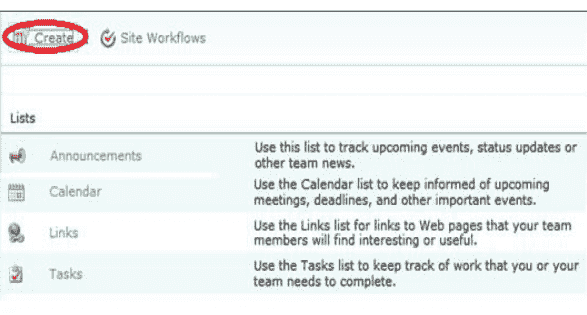 Create Site Workflows
Lists
Announcements Use this list to track upcoming events, status updates or
other team news.
Calendar Use the Calendar list to keep informed of upcoming
meetings, deadlines, and other important events.
Links Use the Links list for links to Web pages that your team
members will find interesting or useful.
Tasks Use the Tasks list to keep track of work that you or your
team needs to complete.